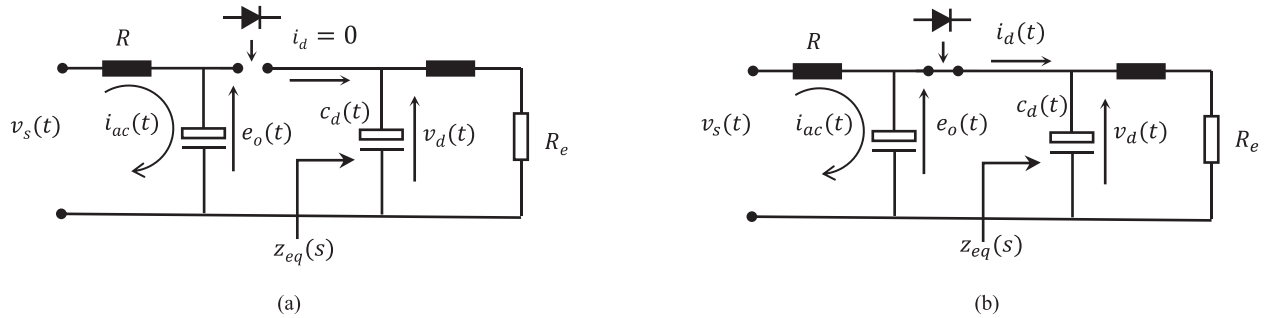 R
i_d = 0
v_s(t)
i_ac(t)
e_o(t)
c_d(t)
v_d(t)
R_e
z_eq(s)
(a)
R
i_d(t)
v_s(t)
i_ac(t)
e_o(t)
c_d(t)
v_d(t)
R_e
z_eq(s)
(b)